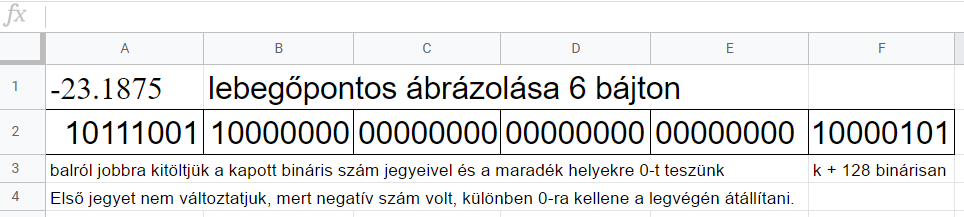 fx
A B C D E F
1 -23.1875 lebegőpontos ábrázolása 6 bájton
2 10111001 10000000 00000000 00000000 00000000 10000101
3 balról jobbra kitöltjük a kapott bináris szám jegyeivel és a maradék helyekre 0-t teszünk k + 128 binárisan
4 Első jegyet nem változtatjuk, mert negatív szám volt, különben 0-ra kellene a legvégén átállítani.